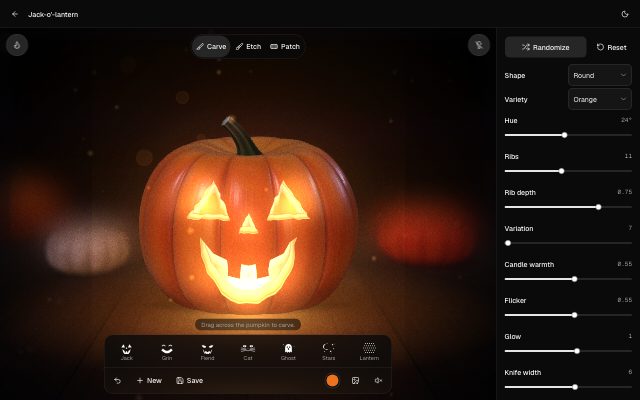 Jack-o'-lantern
Carve
Etch
Patch
Randomize
Reset
Shape
Round
Variety
Orange
Hue
24°
Ribs
11
Rib depth
0.75
Variation
7
Candle warmth
0.55
Flicker
0.55
Glow
1
Knife width
6
Drag across the pumpkin to carve.
Jack
Grin
Fiend
Cat
Ghost
Stars
Lantern
New
Save